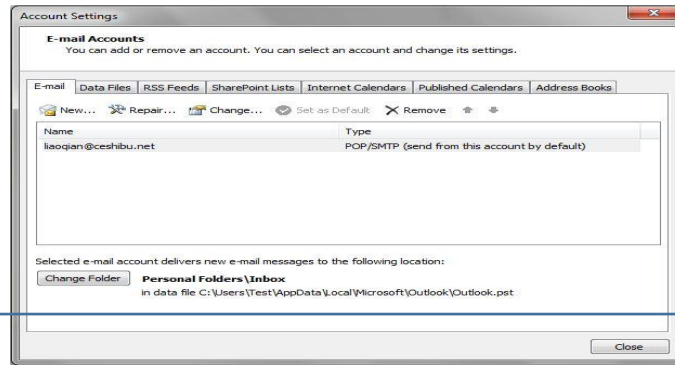 Account Settings
E-mail Accounts
You can add or remove an account. You can select an account and change its settings.
E-mail Data Files RSS Feeds SharePoint Lists Internet Calendars Published Calendars Address Books
New... Repair... Change... Set as Default Remove
Name Type
liaoqian@ceshibu.net POP/SMTP (send from this account by default)
Selected e-mail account delivers new e-mail messages to the following location:
Change Folder Personal Folders\Inbox
in data file C:\Users\Test\AppData\Local\Microsoft\Outlook\Outlook.pst
Close